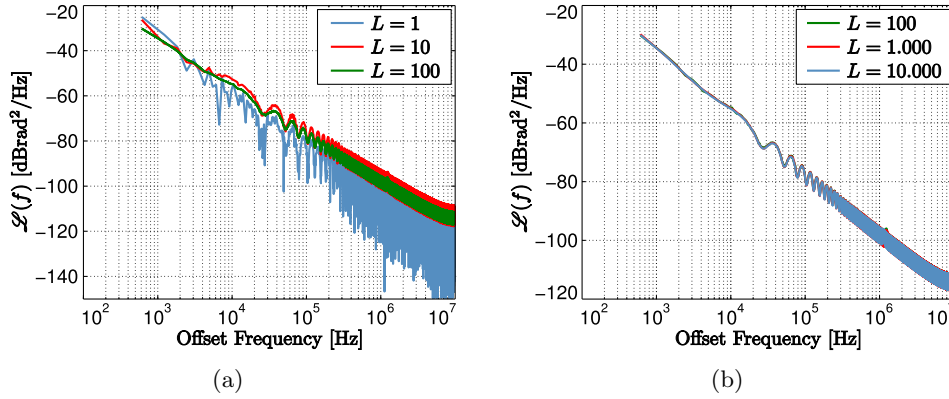 −20
−40
−60
−80
−100
−120
−140
ℒ(f) [dBrad²/Hz]
L = 1
L = 10
L = 100
10² 10³ 10⁴ 10⁵ 10⁶ 10⁷
Offset Frequency [Hz]
(a)
−20
−40
−60
−80
−100
−120
ℒ(f) [dBrad²/Hz]
L = 100
L = 1.000
L = 10.000
10² 10³ 10⁴ 10⁵ 10⁶ 10⁷
Offset Frequency [Hz]
(b)